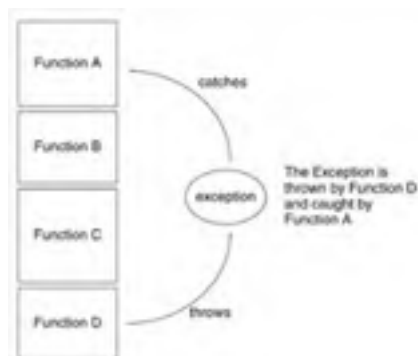 Function A
catches
Function B
exception
The Exception is
thrown by Function D
and caught by
Function A
Function C
Function D
throws